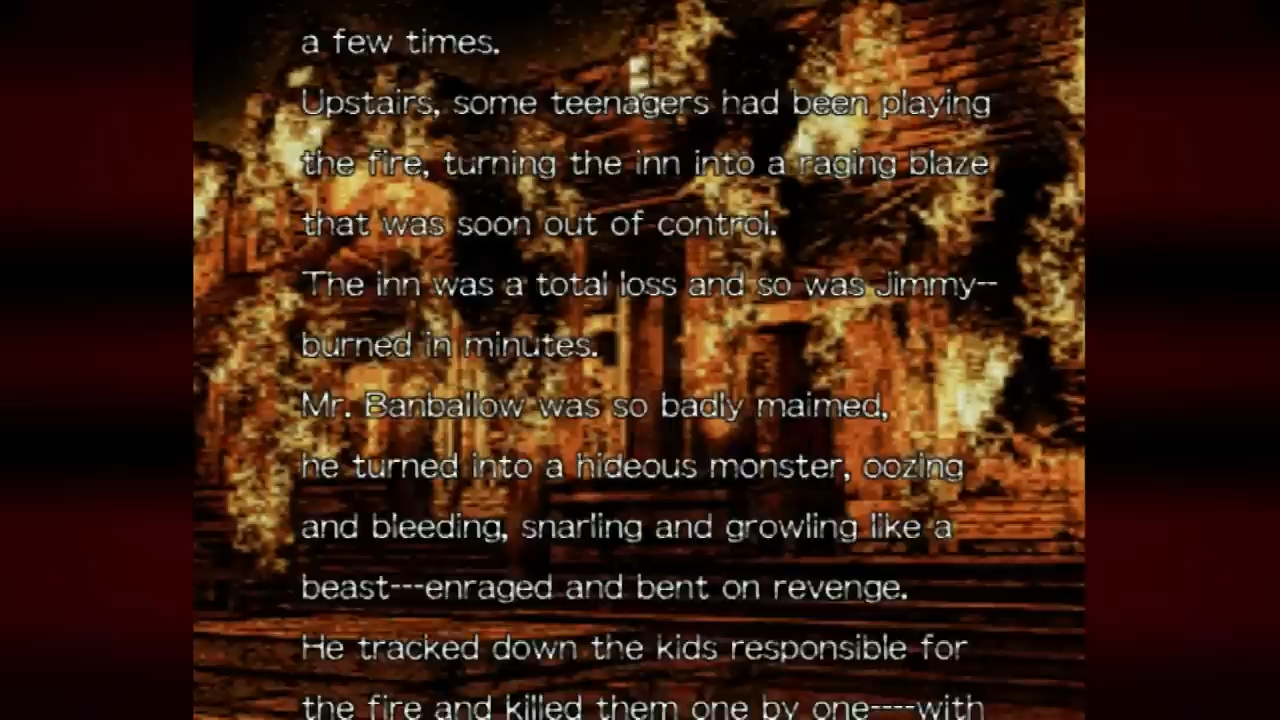 a few times.
Upstairs, some teenagers had been playing
the fire, turning the inn into a raging blaze
that was soon out of control.
The inn was a total loss and so was Jimmy--
burned in minutes.
Mr. Banballow was so badly maimed,
he turned into a hideous monster, oozing
and bleeding, snarling and growling like a
beast---enraged and bent on revenge.
He tracked down the kids responsible for
the fire and killed them one by one----with